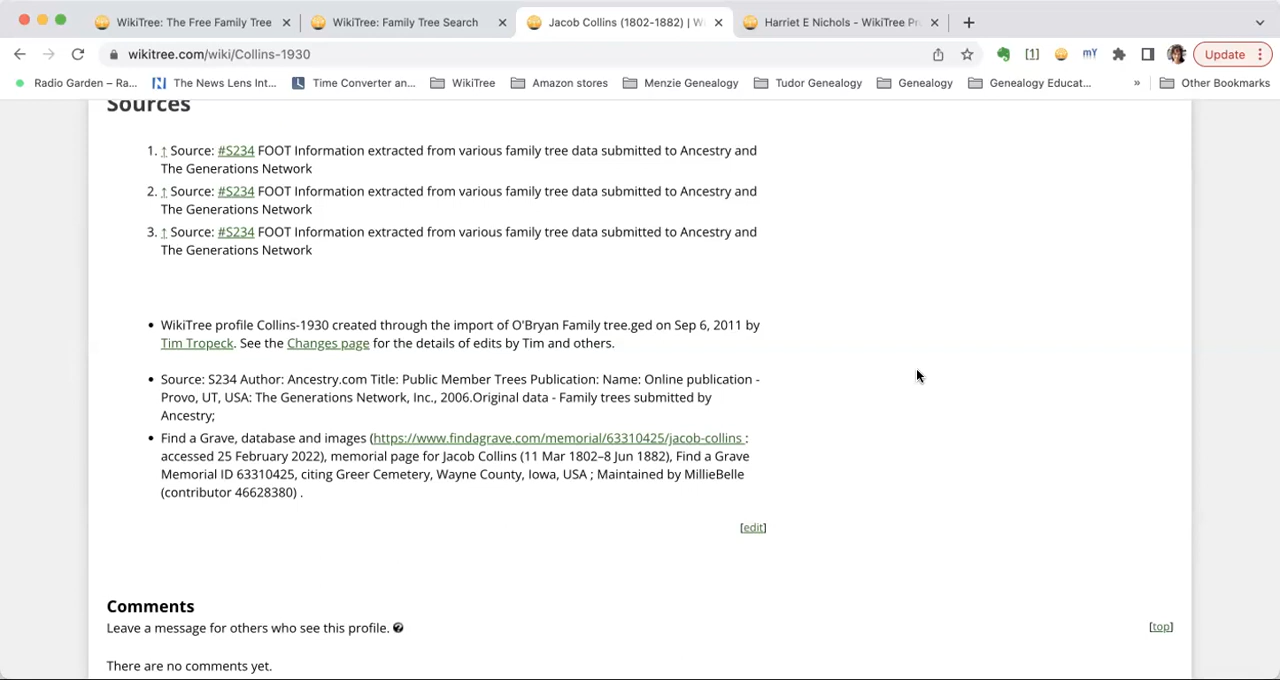 WikiTree: The Free Family Tree
WikiTree: Family Tree Search
Jacob Collins (1802-1882) | W
Harriet E Nichols - WikiTree Pr
wikitree.com/wiki/Collins-1930
[1]
mY
Update
Radio Garden – Ra...
The News Lens Int...
Time Converter an...
WikiTree
Amazon stores
Menzie Genealogy
Tudor Genealogy
Genealogy
Genealogy Educat...
»
Other Bookmarks
Sources
1. ↑ Source: #S234 FOOT Information extracted from various family tree data submitted to Ancestry and
The Generations Network
2. ↑ Source: #S234 FOOT Information extracted from various family tree data submitted to Ancestry and
The Generations Network
3. ↑ Source: #S234 FOOT Information extracted from various family tree data submitted to Ancestry and
The Generations Network
• WikiTree profile Collins-1930 created through the import of O'Bryan Family tree.ged on Sep 6, 2011 by
Tim Tropeck. See the Changes page for the details of edits by Tim and others.
• Source: S234 Author: Ancestry.com Title: Public Member Trees Publication: Name: Online publication -
Provo, UT, USA: The Generations Network, Inc., 2006.Original data - Family trees submitted by
Ancestry;
• Find a Grave, database and images (https://www.findagrave.com/memorial/63310425/jacob-collins :
accessed 25 February 2022), memorial page for Jacob Collins (11 Mar 1802–8 Jun 1882), Find a Grave
Memorial ID 63310425, citing Greer Cemetery, Wayne County, Iowa, USA ; Maintained by MillieBelle
(contributor 46628380) .
[edit]
Comments
Leave a message for others who see this profile.
[top]
There are no comments yet.